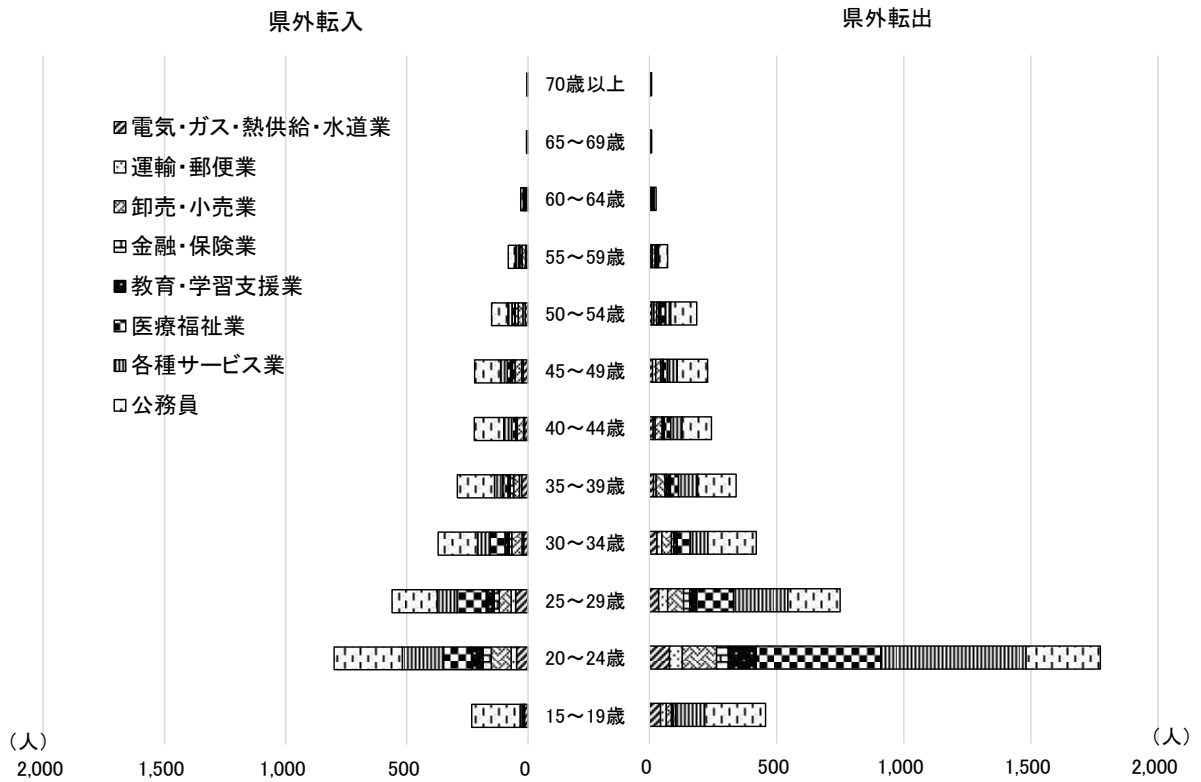 県外転入
県外転出
電気・ガス・熱供給・水道業
運輸・郵便業
卸売・小売業
金融・保険業
教育・学習支援業
医療福祉業
各種サービス業
公務員
70歳以上
65～69歳
60～64歳
55～59歳
50～54歳
45～49歳
40～44歳
35～39歳
30～34歳
25～29歳
20～24歳
15～19歳
（人）
（人）
2,000 1,500 1,000 500 0
0 500 1,000 1,500 2,000